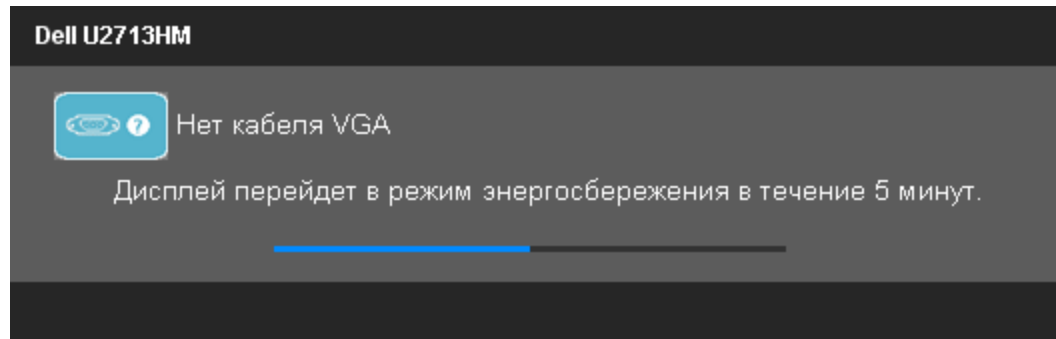 Dell U2713HM
Нет кабеля VGA
Дисплей перейдет в режим энергосбережения в течение 5 минут.